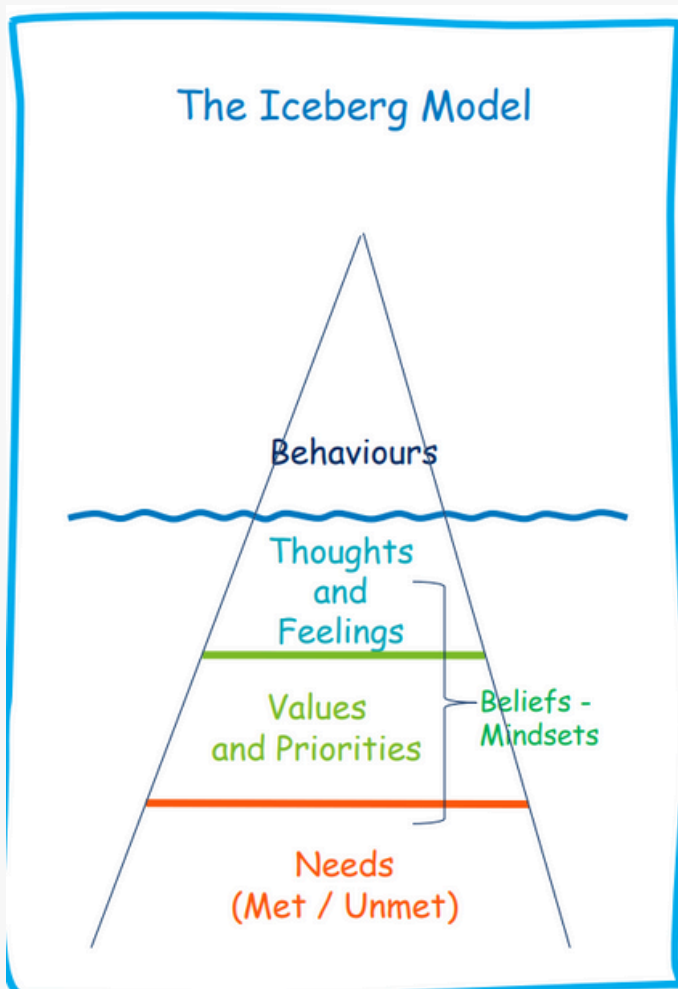 The Iceberg Model
Behaviours
Thoughts
and
Feelings
Values
and Priorities
Beliefs -
Mindsets
Needs
(Met / Unmet)